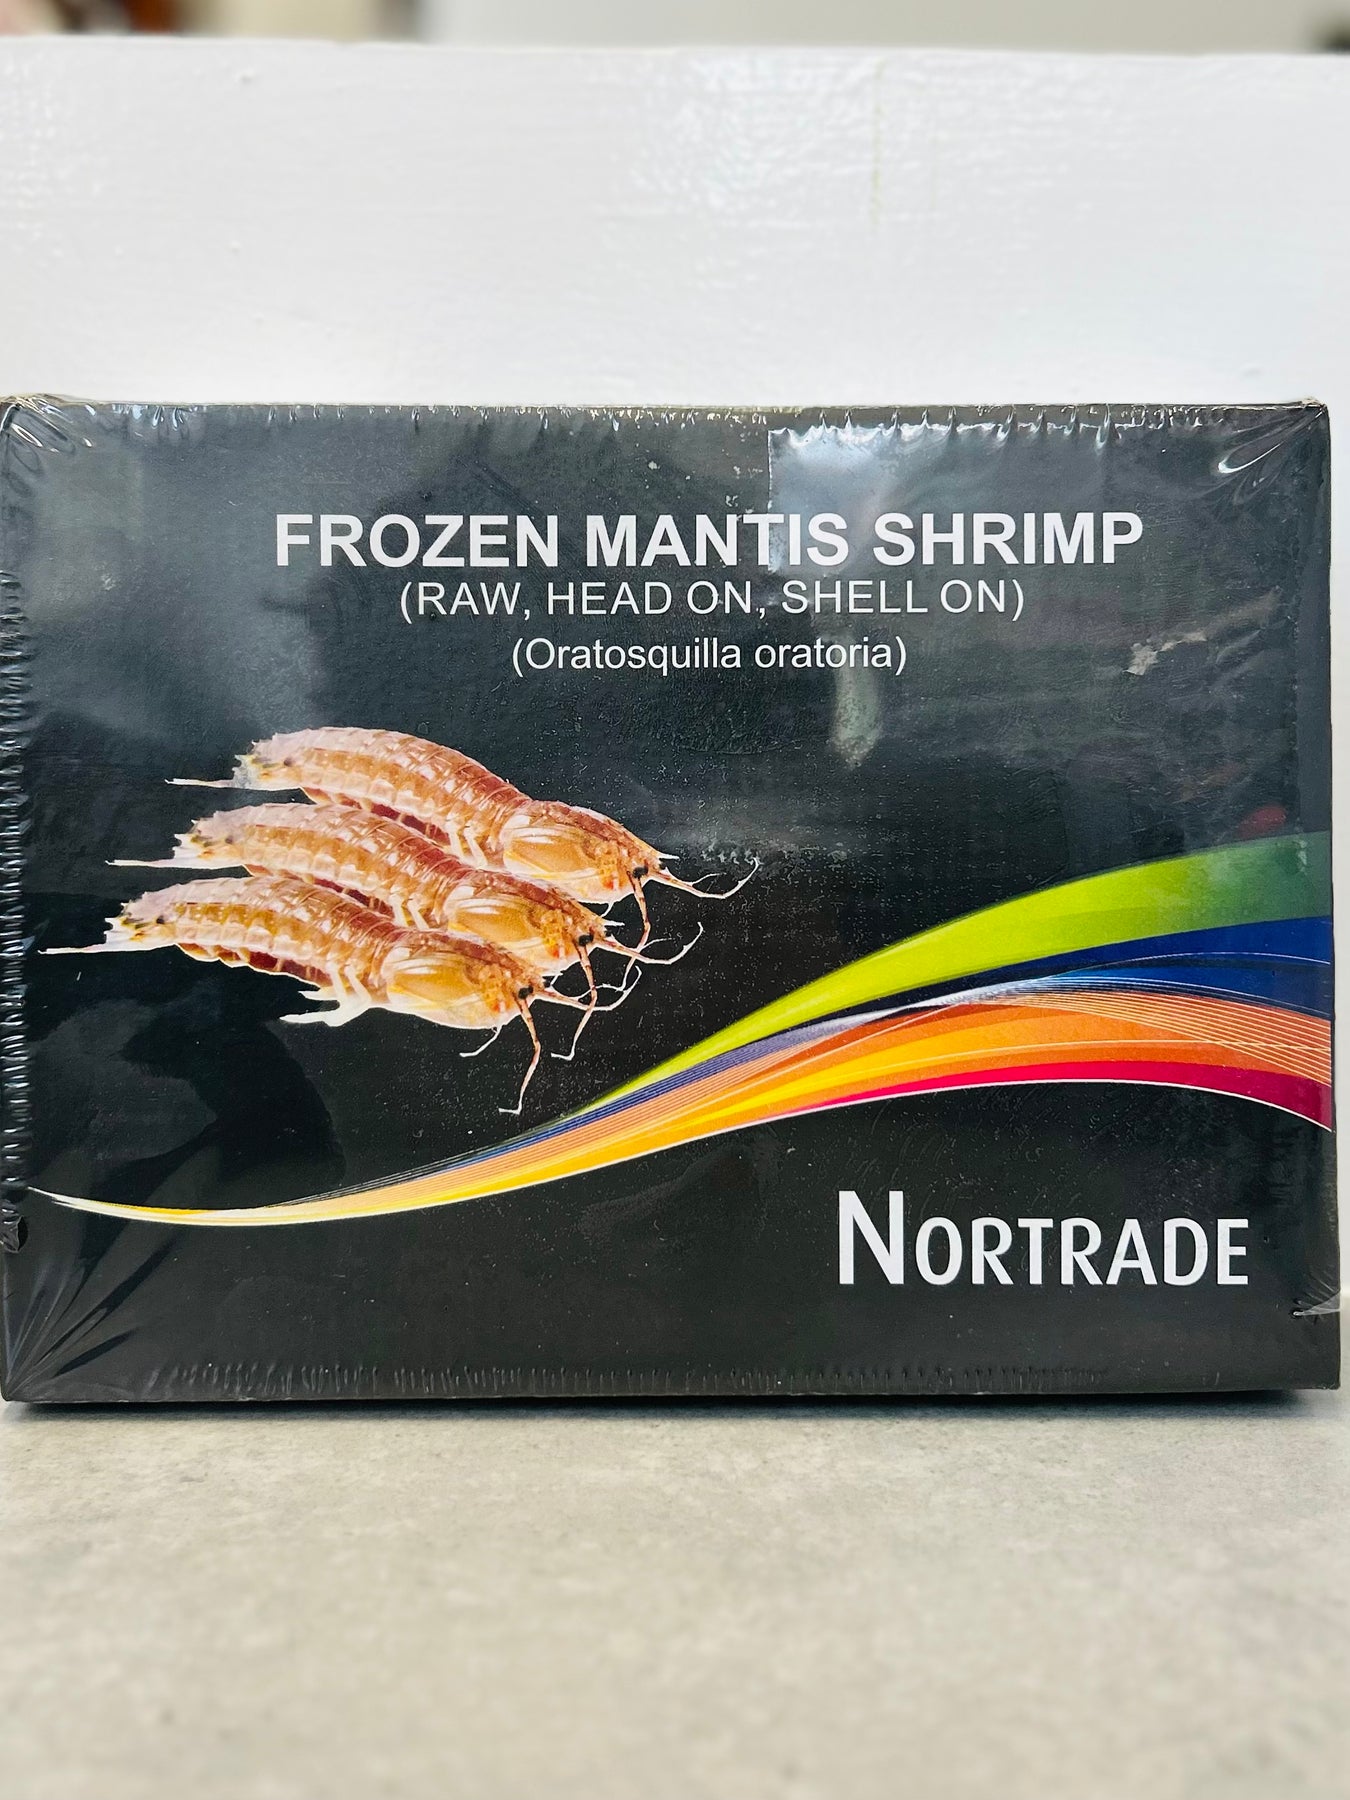 FROZEN MANTIS SHRIMP
(RAW, HEAD ON, SHELL ON)
(Oratosquilla oratoria)
NORTRADE